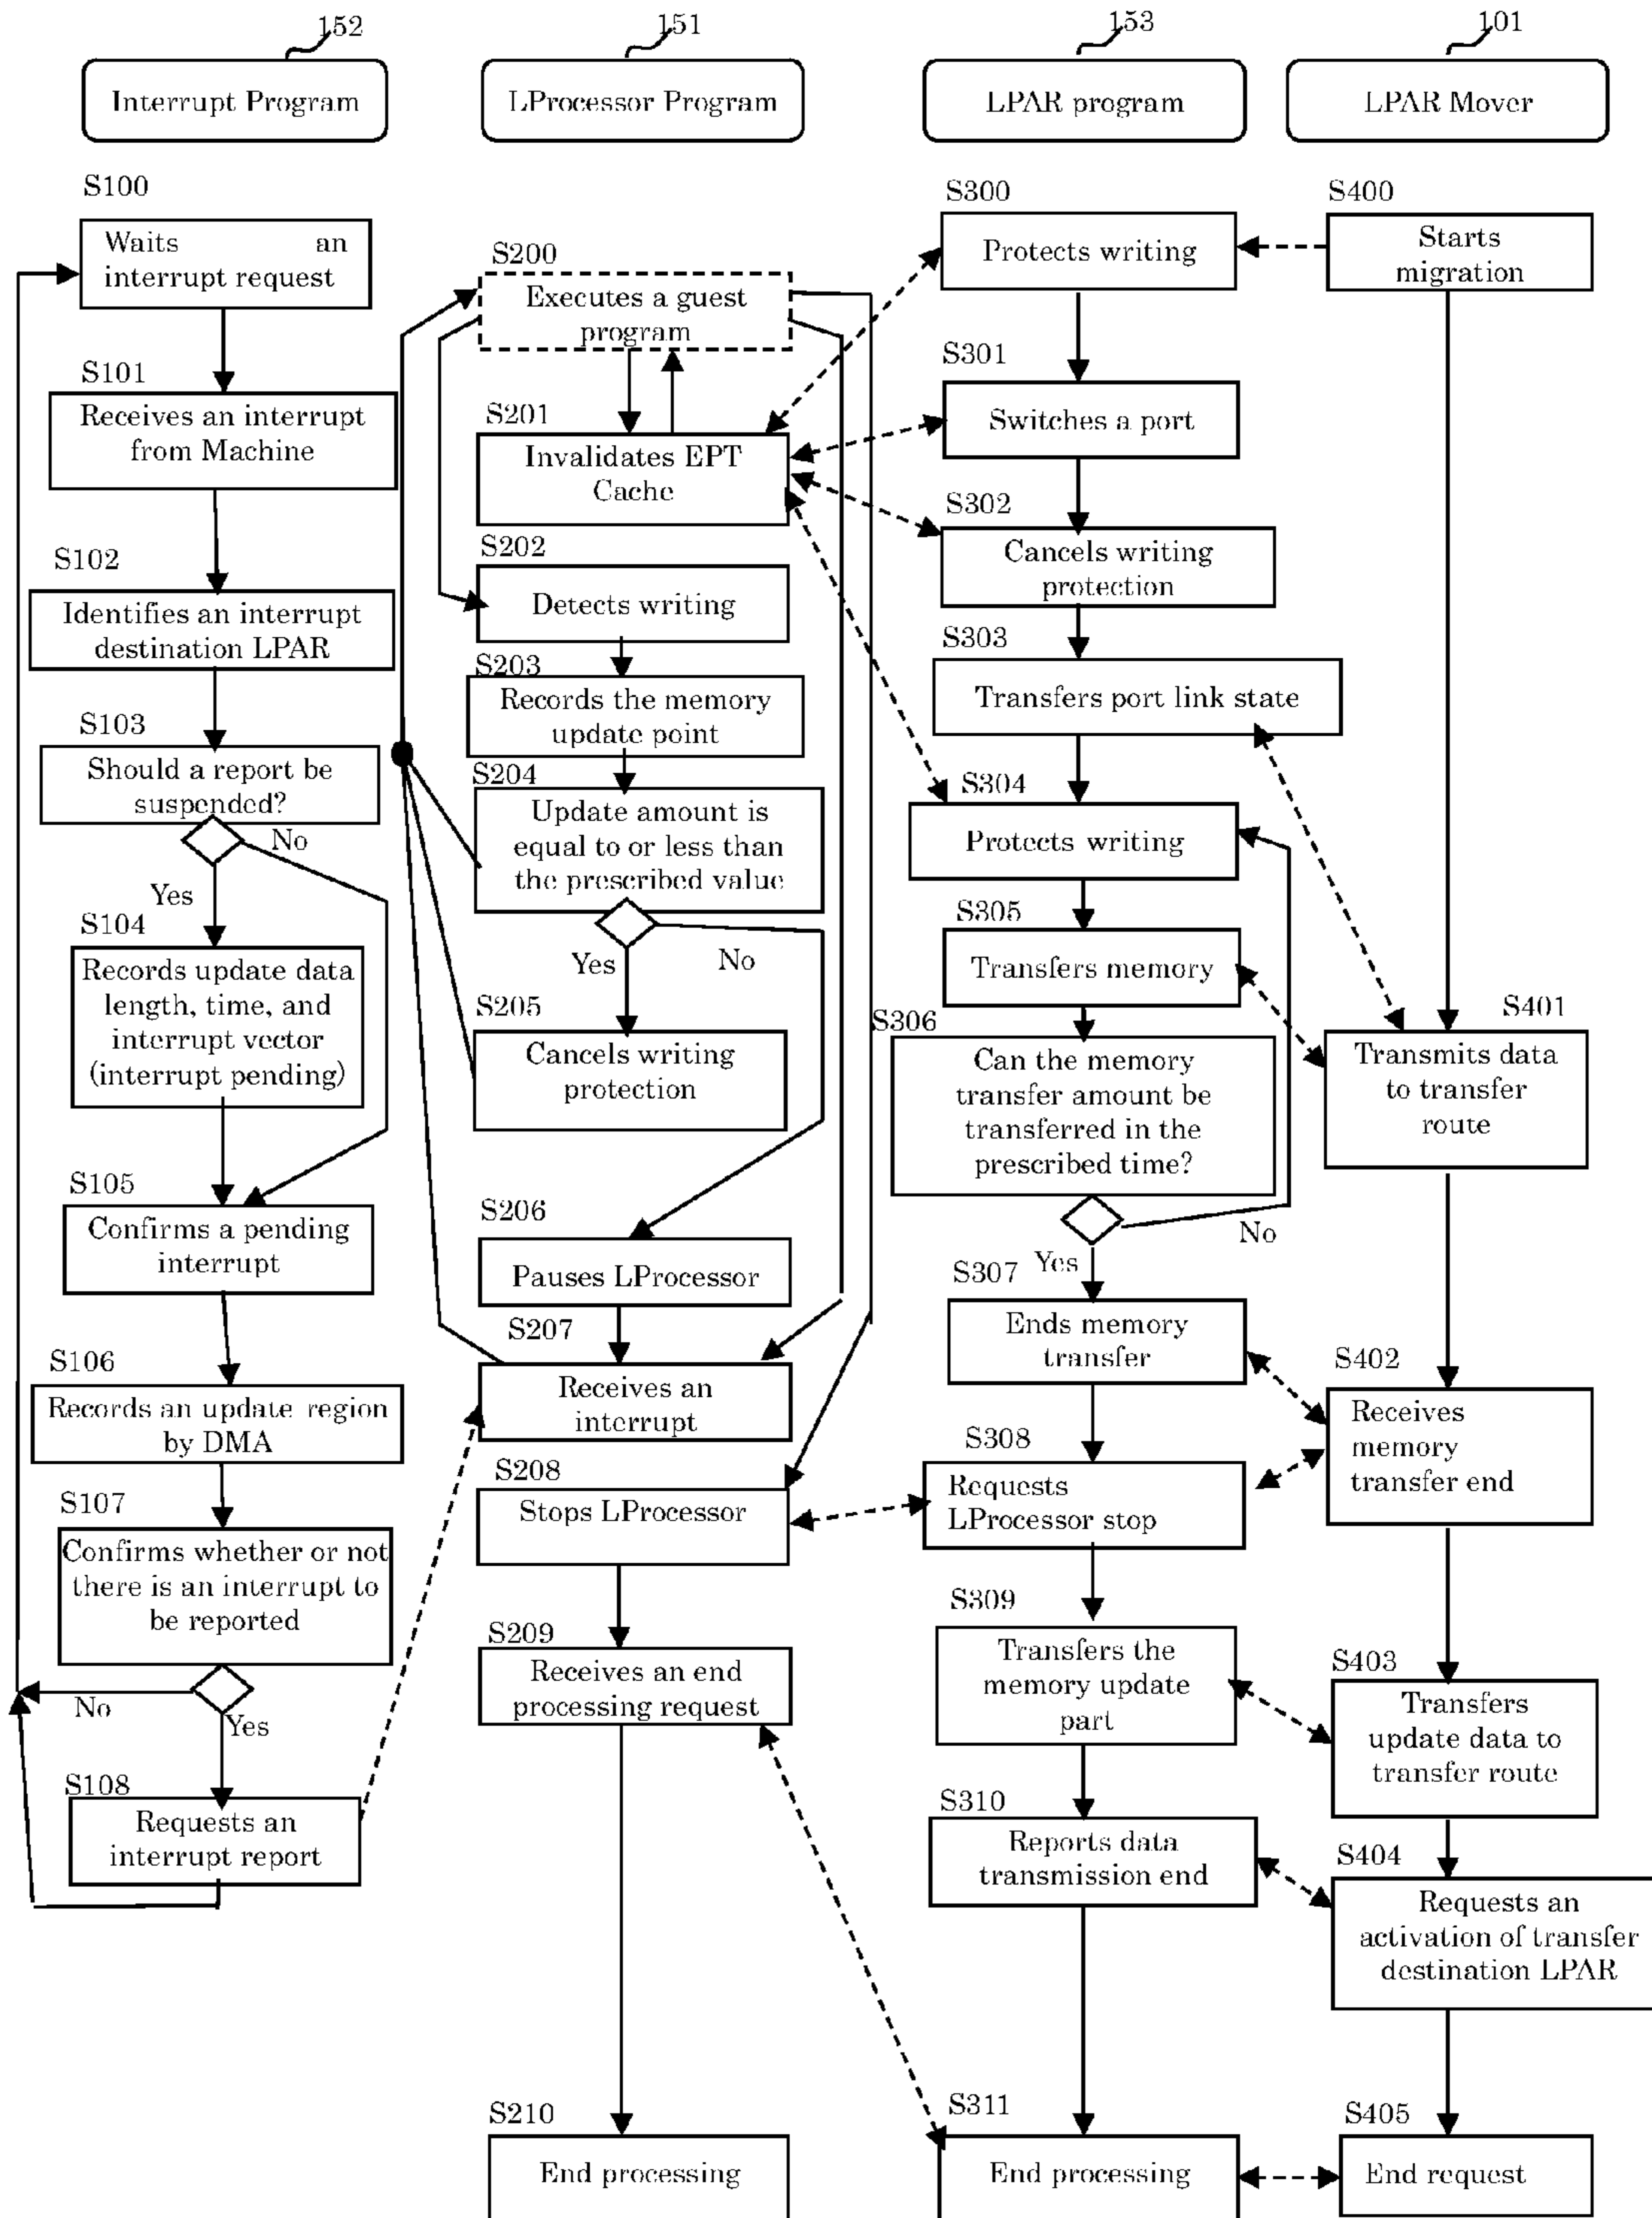 152
151
153
101
Interrupt Program
LProcessor Program
LPAR program
LPAR Mover
S100
Waits an
interrupt request
S101
Receives an interrupt
from Machine
S102
Identifies an interrupt
destination LPAR
S103
Should a report be
suspended?
No
Yes
S104
Records update data
length, time, and
interrupt vector
(interrupt pending)
S105
Confirms a pending
interrupt
S106
Records an update region
by DMA
S107
Confirms whether or not
there is an interrupt to
be reported
No
Yes
S108
Requests an
interrupt report
S200
Executes a guest
program
S201
Invalidates EPT
Cache
S202
Detects writing
S203
Records the memory
update point
S204
Update amount is
equal to or less than
the prescribed value
Yes
No
S205
Cancels writing
protection
S206
Pauses LProcessor
S207
Receives an
interrupt
S208
Stops LProcessor
S209
Receives an end
processing request
S210
End processing
S300
Protects writing
S301
Switches a port
S302
Cancels writing
protection
S303
Transfers port link state
S304
Protects writing
S305
Transfers memory
S306
Can the memory
transfer amount be
transferred in the
prescribed time?
No
Yes
S307
Ends memory
transfer
S308
Requests
LProcessor stop
S309
Transfers the
memory update
part
S310
Reports data
transmission end
S311
End processing
S400
Starts
migration
S401
Transmits data
to transfer
route
S402
Receives
memory
transfer end
S403
Transfers
update data to
transfer route
S404
Requests an
activation of transfer
destination LPAR
S405
End request